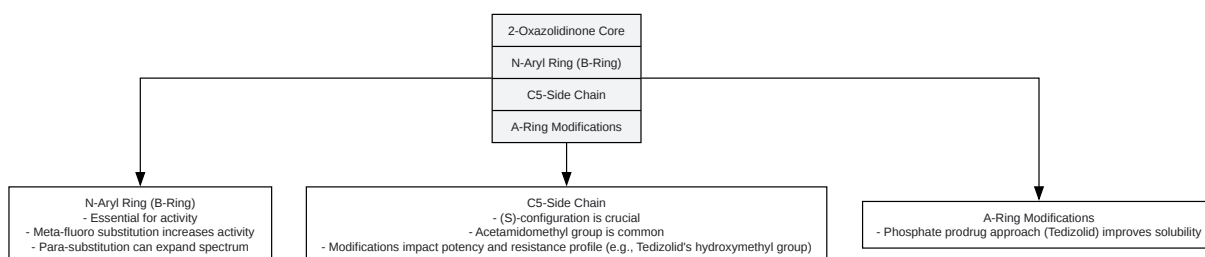 2-Oxazolidinone Core
N-Aryl Ring (B-Ring)
C5-Side Chain
A-Ring Modifications
N-Aryl Ring (B-Ring)
- Essential for activity
- Meta-fluoro substitution increases activity
- Para-substitution can expand spectrum
C5-Side Chain
- (S)-configuration is crucial
- Acetamidomethyl group is common
- Modifications impact potency and resistance profile (e.g., Tedizolid's hydroxymethyl group)
A-Ring Modifications
- Phosphate prodrug approach (Tedizolid) improves solubility